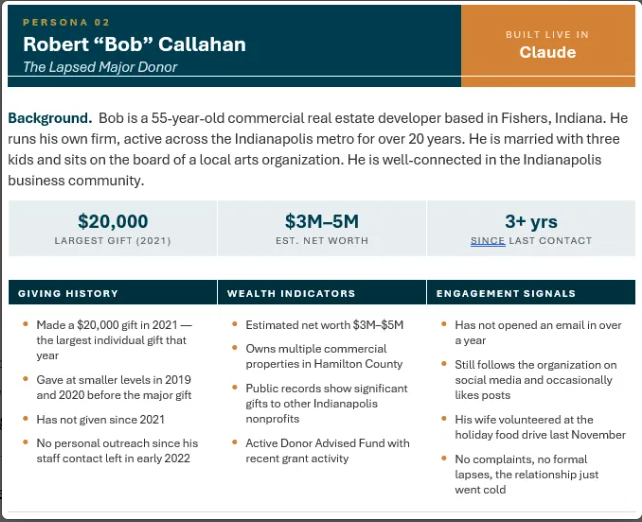 PERSONA 02
Robert “Bob” Callahan
The Lapsed Major Donor
BUILT LIVE IN
Claude
Background. Bob is a 55-year-old commercial real estate developer based in Fishers, Indiana. He
runs his own firm, active across the Indianapolis metro for over 20 years. He is married with three
kids and sits on the board of a local arts organization. He is well-connected in the Indianapolis
business community.
$20,000
LARGEST GIFT (2021)
$3M–5M
EST. NET WORTH
3+ yrs
SINCE LAST CONTACT
GIVING HISTORY
Made a $20,000 gift in 2021 —
the largest individual gift that
year
Gave at smaller levels in 2019
and 2020 before the major gift
Has not given since 2021
No personal outreach since his
staff contact left in early 2022
WEALTH INDICATORS
Estimated net worth $3M–$5M
Owns multiple commercial
properties in Hamilton County
Public records show significant
gifts to other Indianapolis
nonprofits
Active Donor Advised Fund with
recent grant activity
ENGAGEMENT SIGNALS
Has not opened an email in over
a year
Still follows the organization on
social media and occasionally
likes posts
His wife volunteered at the
holiday food drive last November
No complaints, no formal
lapses, the relationship just
went cold